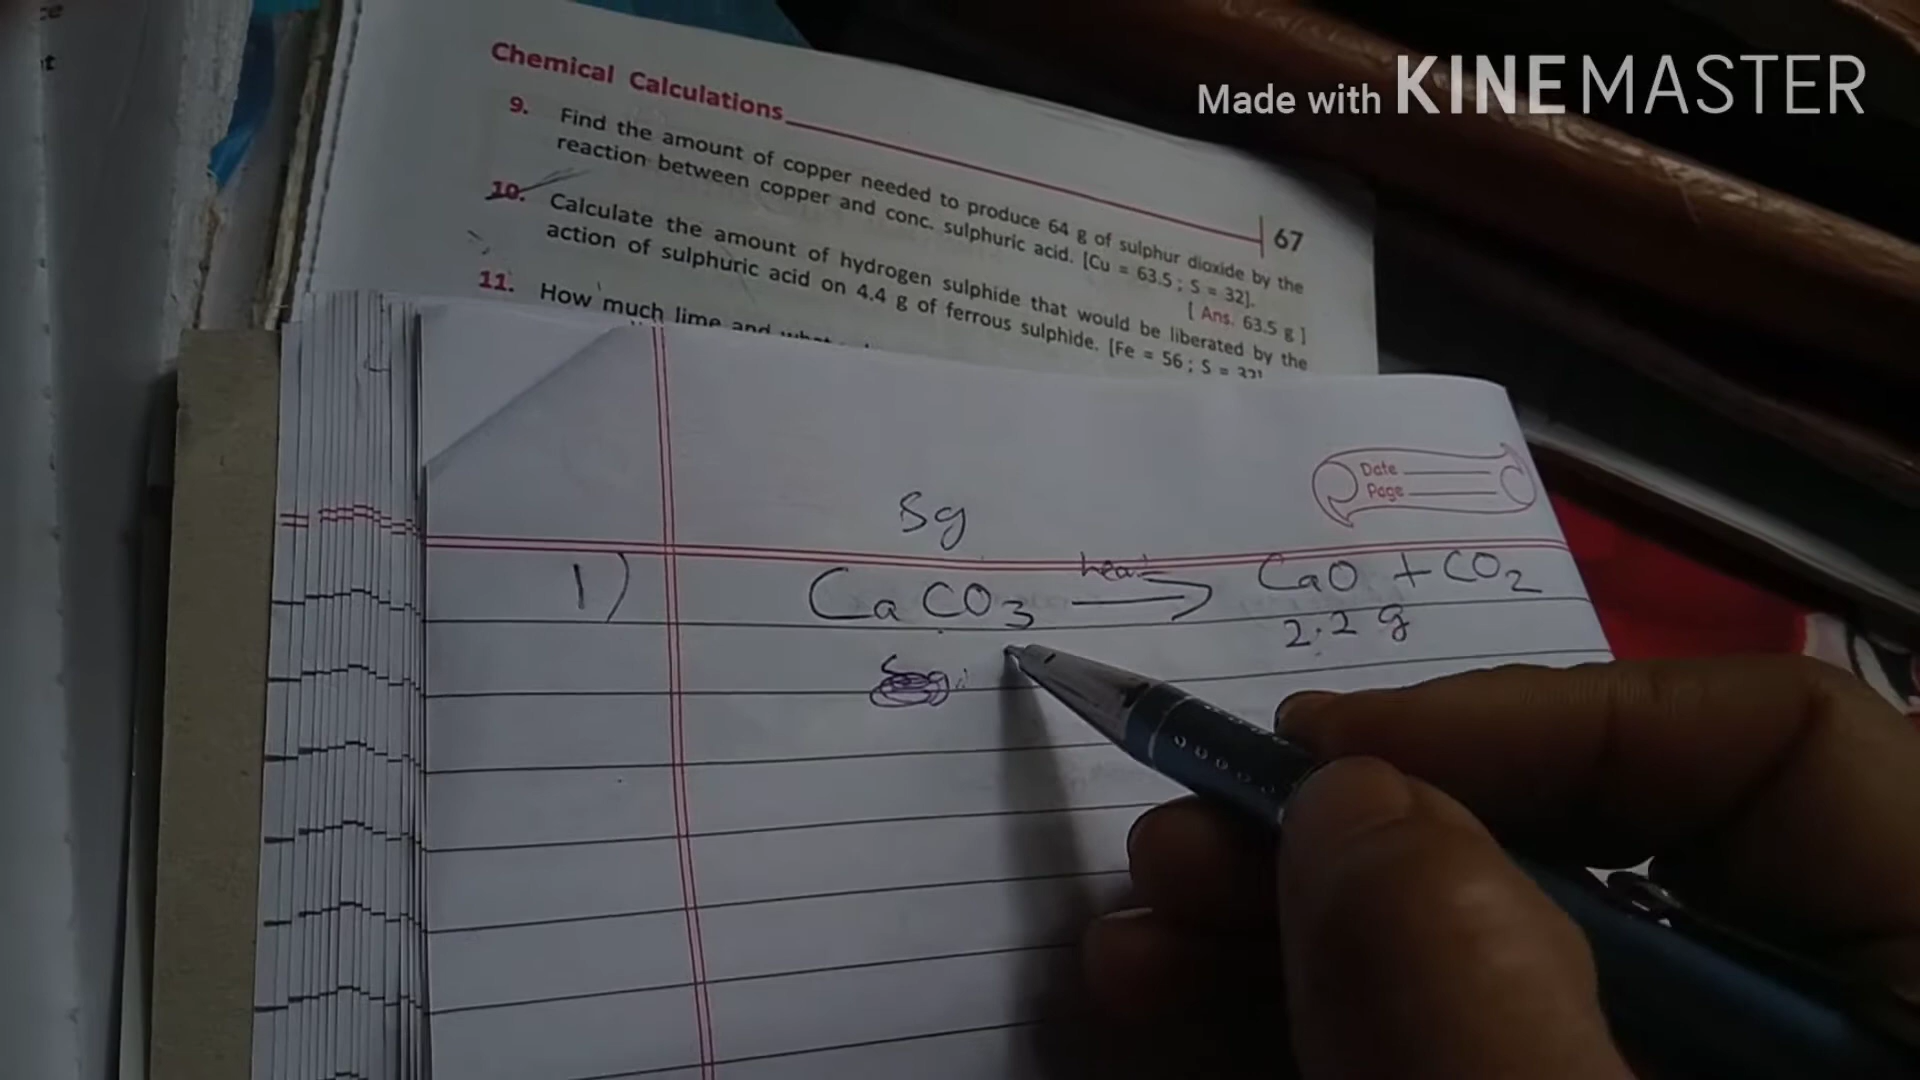 Made with KINEMASTER
Chemical Calculations
67
9. Find the amount of copper needed to produce 64 g of sulphur dioxide by the
reaction between copper and conc. sulphuric acid. [Cu = 63.5 ; S = 32].
[ Ans. 63.5 g ]
10. Calculate the amount of hydrogen sulphide that would be liberated by the
action of sulphuric acid on 4.4 g of ferrous sulphide. [Fe = 56 ; S = 32]
11. How much lime and what
Date
Page
5g
1) CaCO3 heat → CaO + CO2
2.2 g